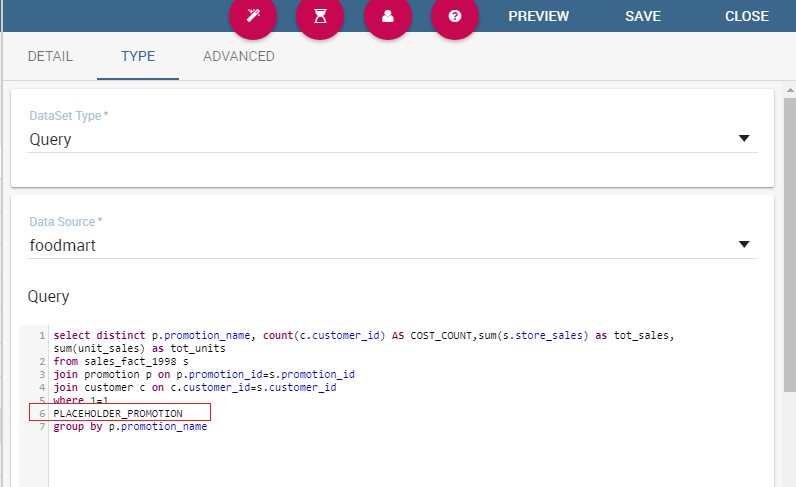 PREVIEW SAVE CLOSE
DETAIL TYPE ADVANCED
DataSet Type *
Query
Data Source *
foodmart
Query
1 select distinct p.promotion_name, count(c.customer_id) AS COST_COUNT,sum(s.store_sales) as tot_sales,
sum(unit_sales) as tot_units
2 from sales_fact_1998 s
3 join promotion p on p.promotion_id=s.promotion_id
4 join customer c on c.customer_id=s.customer_id
5 where 1=1
6 PLACEHOLDER_PROMOTION
7 group by p.promotion_name